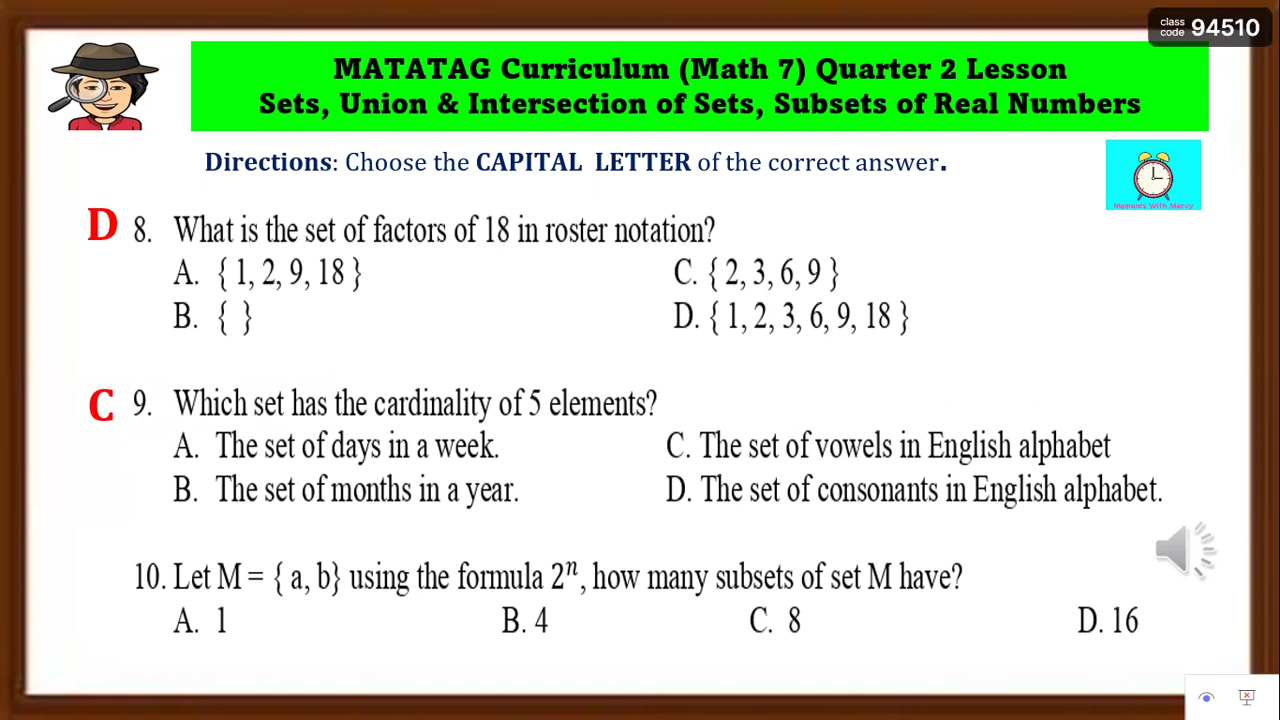 class code 94510
MATATAG Curriculum (Math 7) Quarter 2 Lesson
Sets, Union & Intersection of Sets, Subsets of Real Numbers
Directions: Choose the CAPITAL LETTER of the correct answer.
Moments With Mercy
D 8. What is the set of factors of 18 in roster notation?
A. { 1, 2, 9, 18 } C. { 2, 3, 6, 9 }
B. { } D. { 1, 2, 3, 6, 9, 18 }
C 9. Which set has the cardinality of 5 elements?
A. The set of days in a week. C. The set of vowels in English alphabet
B. The set of months in a year. D. The set of consonants in English alphabet.
10. Let M = { a, b} using the formula 2ⁿ, how many subsets of set M have?
A. 1 B. 4 C. 8 D. 16